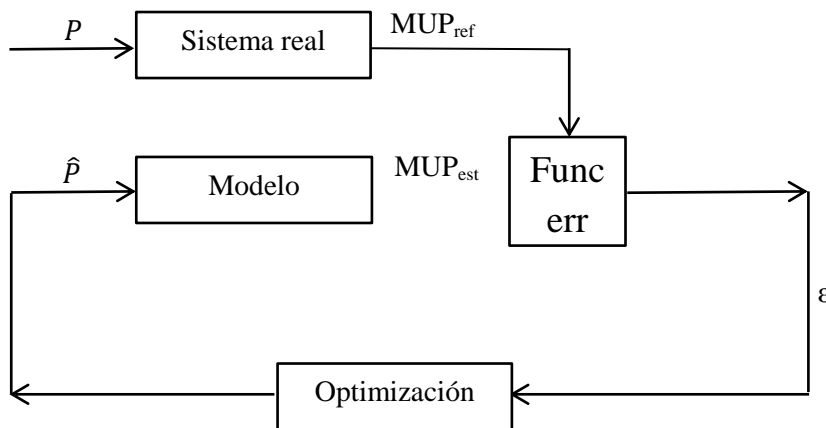 P
Sistema real
MUPref
P̂
Modelo
MUPest
Func
err
ε
Optimización